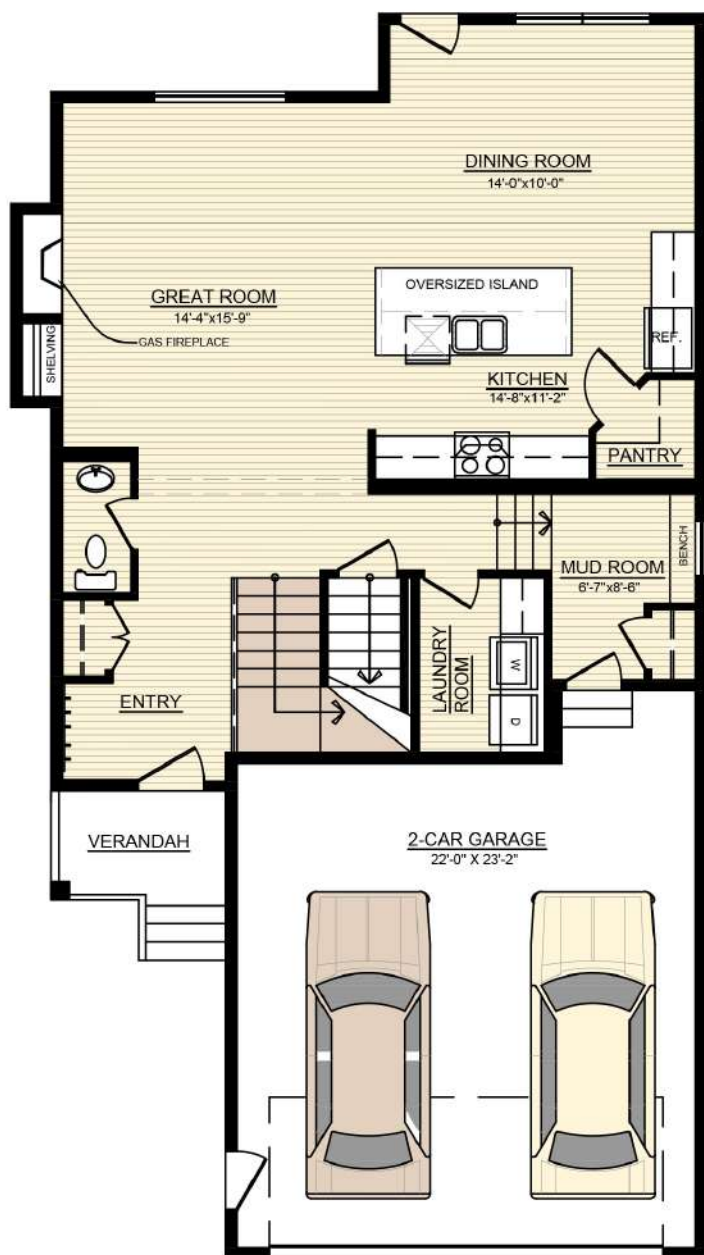 DINING ROOM
14'-0"x10'-0"
OVERSIZED ISLAND
GREAT ROOM
14'-4"x15'-9"
GAS FIREPLACE
SHELVING
REF.
KITCHEN
14'-8"x11'-2"
PANTRY
BENCH
MUD ROOM
6'-7"x8'-6"
LAUNDRY
ROOM
W
D
ENTRY
VERANDAH
2-CAR GARAGE
22'-0" X 23'-2"